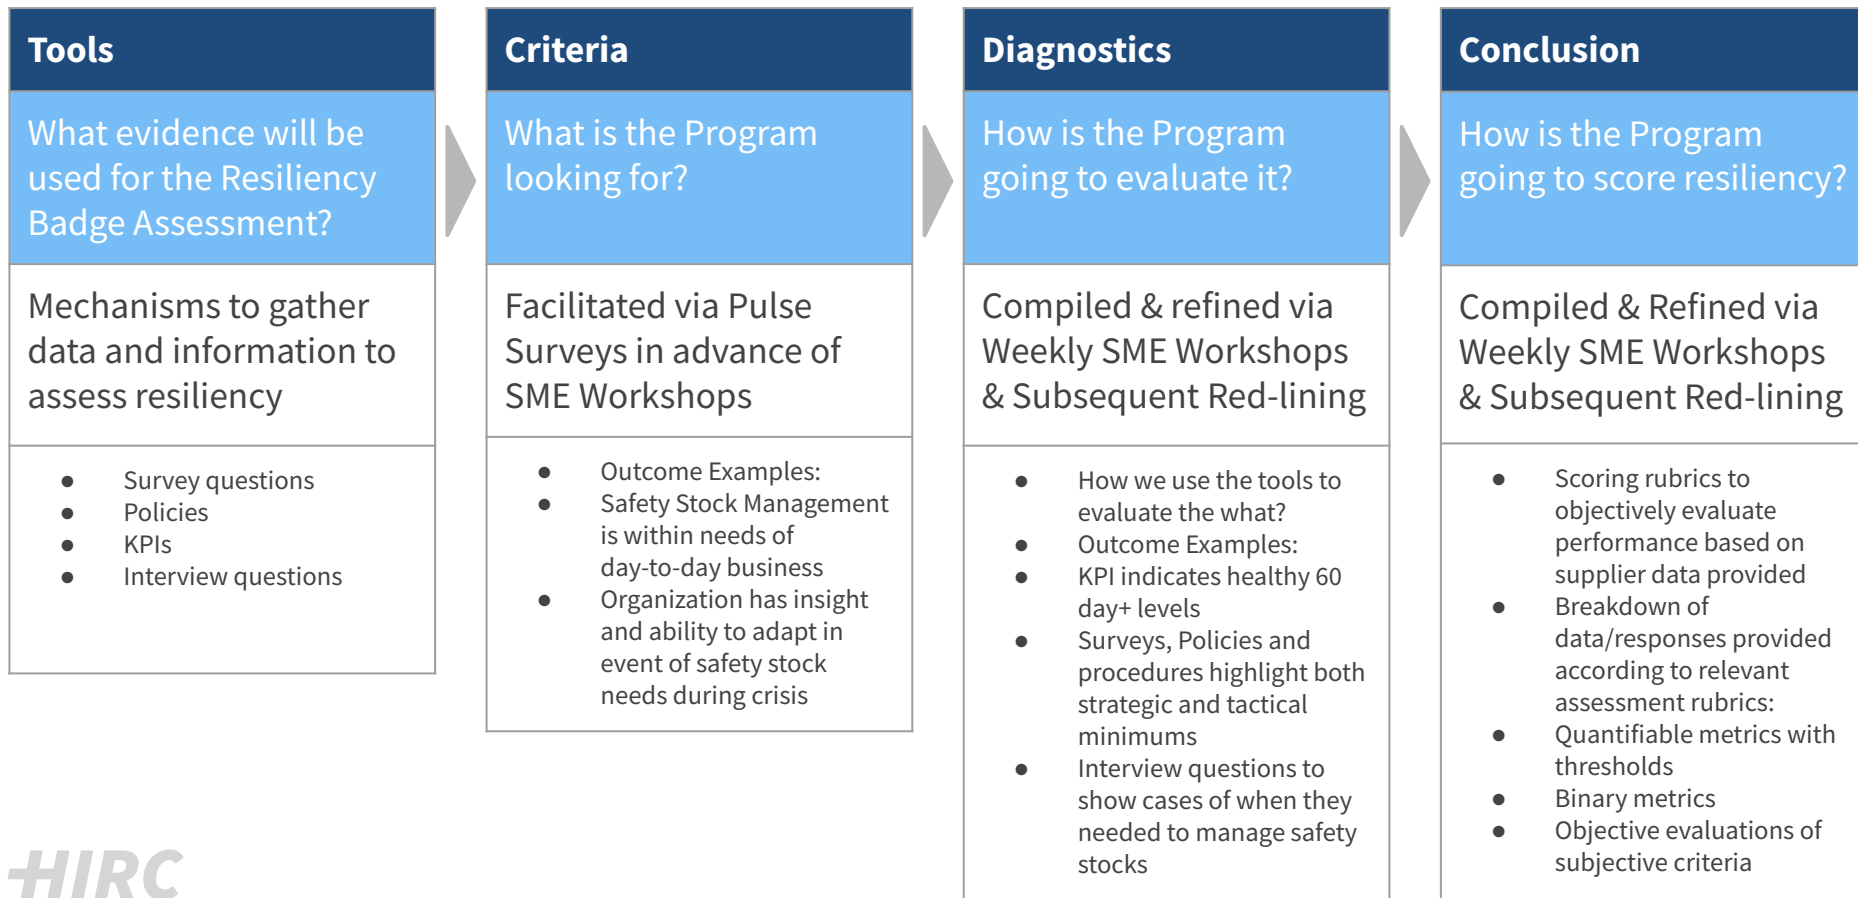 Tools
What evidence will be
used for the Resiliency
Badge Assessment?
Mechanisms to gather
data and information to
assess resiliency
● Survey questions
● Policies
● KPIs
● Interview questions
Criteria
What is the Program
looking for?
Facilitated via Pulse
Surveys in advance of
SME Workshops
● Outcome Examples:
● Safety Stock Management
is within needs of
day-to-day business
● Organization has insight
and ability to adapt in
event of safety stock
needs during crisis
Diagnostics
How is the Program
going to evaluate it?
Compiled & refined via
Weekly SME Workshops
& Subsequent Red-lining
● How we use the tools to
evaluate the what?
● Outcome Examples:
● KPI indicates healthy 60
day+ levels
● Surveys, Policies and
procedures highlight both
strategic and tactical
minimums
● Interview questions to
show cases of when they
needed to manage safety
stocks
Conclusion
How is the Program
going to score resiliency?
Compiled & Refined via
Weekly SME Workshops
& Subsequent Red-lining
● Scoring rubrics to
objectively evaluate
performance based on
supplier data provided
● Breakdown of
data/responses provided
according to relevant
assessment rubrics:
● Quantifiable metrics with
thresholds
● Binary metrics
● Objective evaluations of
subjective criteria
HIRC